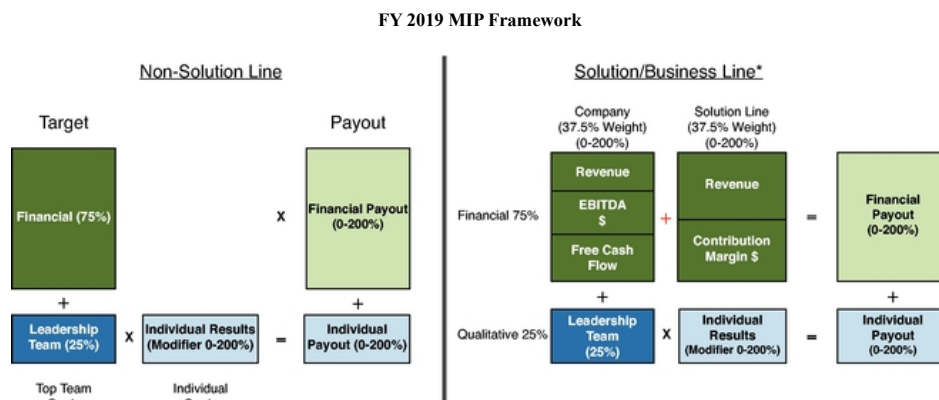 FY 2019 MIP Framework
Non-Solution Line
Target
Payout
Financial (75%)
X
Financial Payout
(0-200%)
+
+
Leadership
Team (25%)
X
Individual Results
(Modifier 0-200%)
=
Individual
Payout (0-200%)
Top Team
Individual
Solution/Business Line*
Company
(37.5% Weight)
(0-200%)
Solution Line
(37.5% Weight)
(0-200%)
Financial 75%
Revenue
EBITDA
$
Free Cash
Flow
+
Revenue
Contribution
Margin $
=
Financial
Payout
(0-200%)
+
+
Qualitative 25%
Leadership
Team
(25%)
X
Individual
Results
(Modifier 0-200%)
=
Individual
Payout
(0-200%)